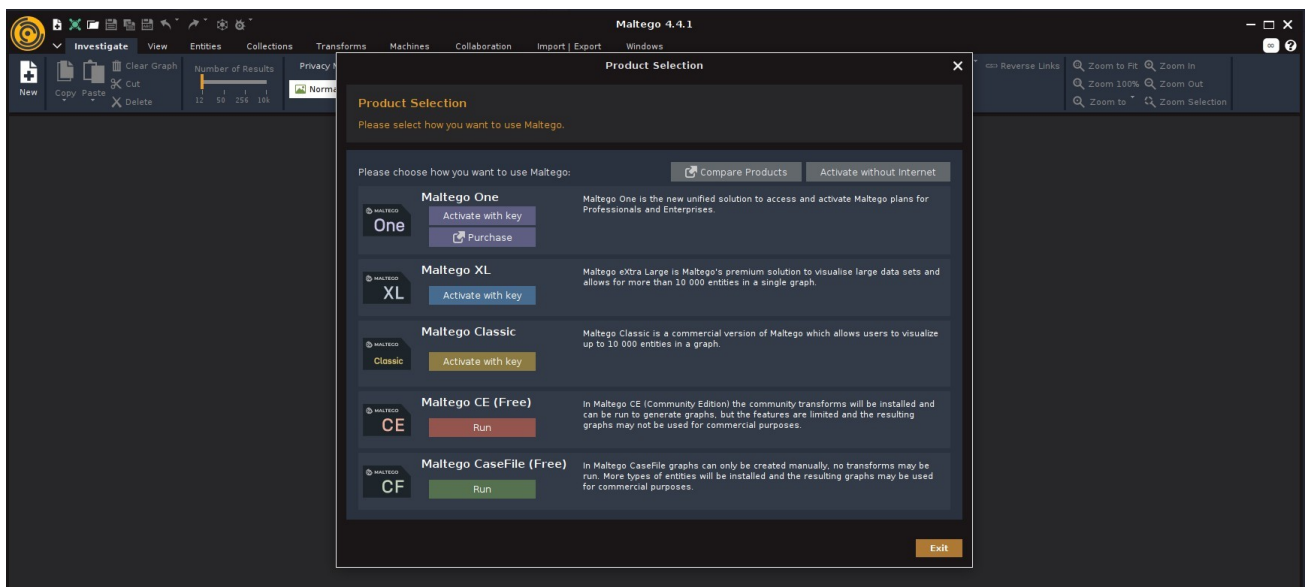 Maltego 4.4.1
Investigate View Entities Collections Transforms Machines Collaboration Import | Export Windows
New
Copy Paste
Clear Graph
Cut
Delete
Number of Results
12 50 256 10k
Privacy
Norma
Reverse Links
Zoom to Fit Zoom In
Zoom 100% Zoom Out
Zoom to Zoom Selection
Product Selection
Product Selection
Please select how you want to use Maltego.
Please choose how you want to use Maltego:
Compare Products
Activate without Internet
MALTEGO
One
Maltego One
Activate with key
Purchase
Maltego One is the new unified solution to access and activate Maltego plans for
Professionals and Enterprises.
MALTEGO
XL
Maltego XL
Activate with key
Maltego eXtra Large is Maltego's premium solution to visualise large data sets and
allows for more than 10 000 entities in a single graph.
MALTEGO
Classic
Maltego Classic
Activate with key
Maltego Classic is a commercial version of Maltego which allows users to visualize
up to 10 000 entities in a graph.
MALTEGO
CE
Maltego CE (Free)
Run
In Maltego CE (Community Edition) the community transforms will be installed and
can be run to generate graphs, but the features are limited and the resulting
graphs may not be used for commercial purposes.
MALTEGO
CF
Maltego CaseFile (Free)
Run
In Maltego CaseFile graphs can only be created manually, no transforms may be
run. More types of entities will be installed and the resulting graphs may be used
for commercial purposes.
Exit